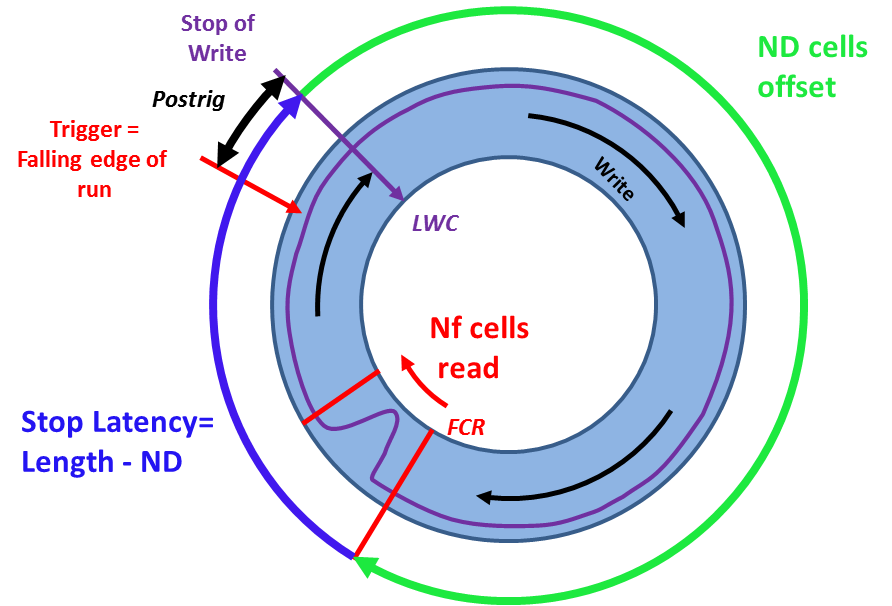 Stop of
Write
ND cells
offset
Postrig
Trigger =
Falling edge of
run
Write
LWC
Nf cells
read
FCR
Stop Latency=
Length - ND